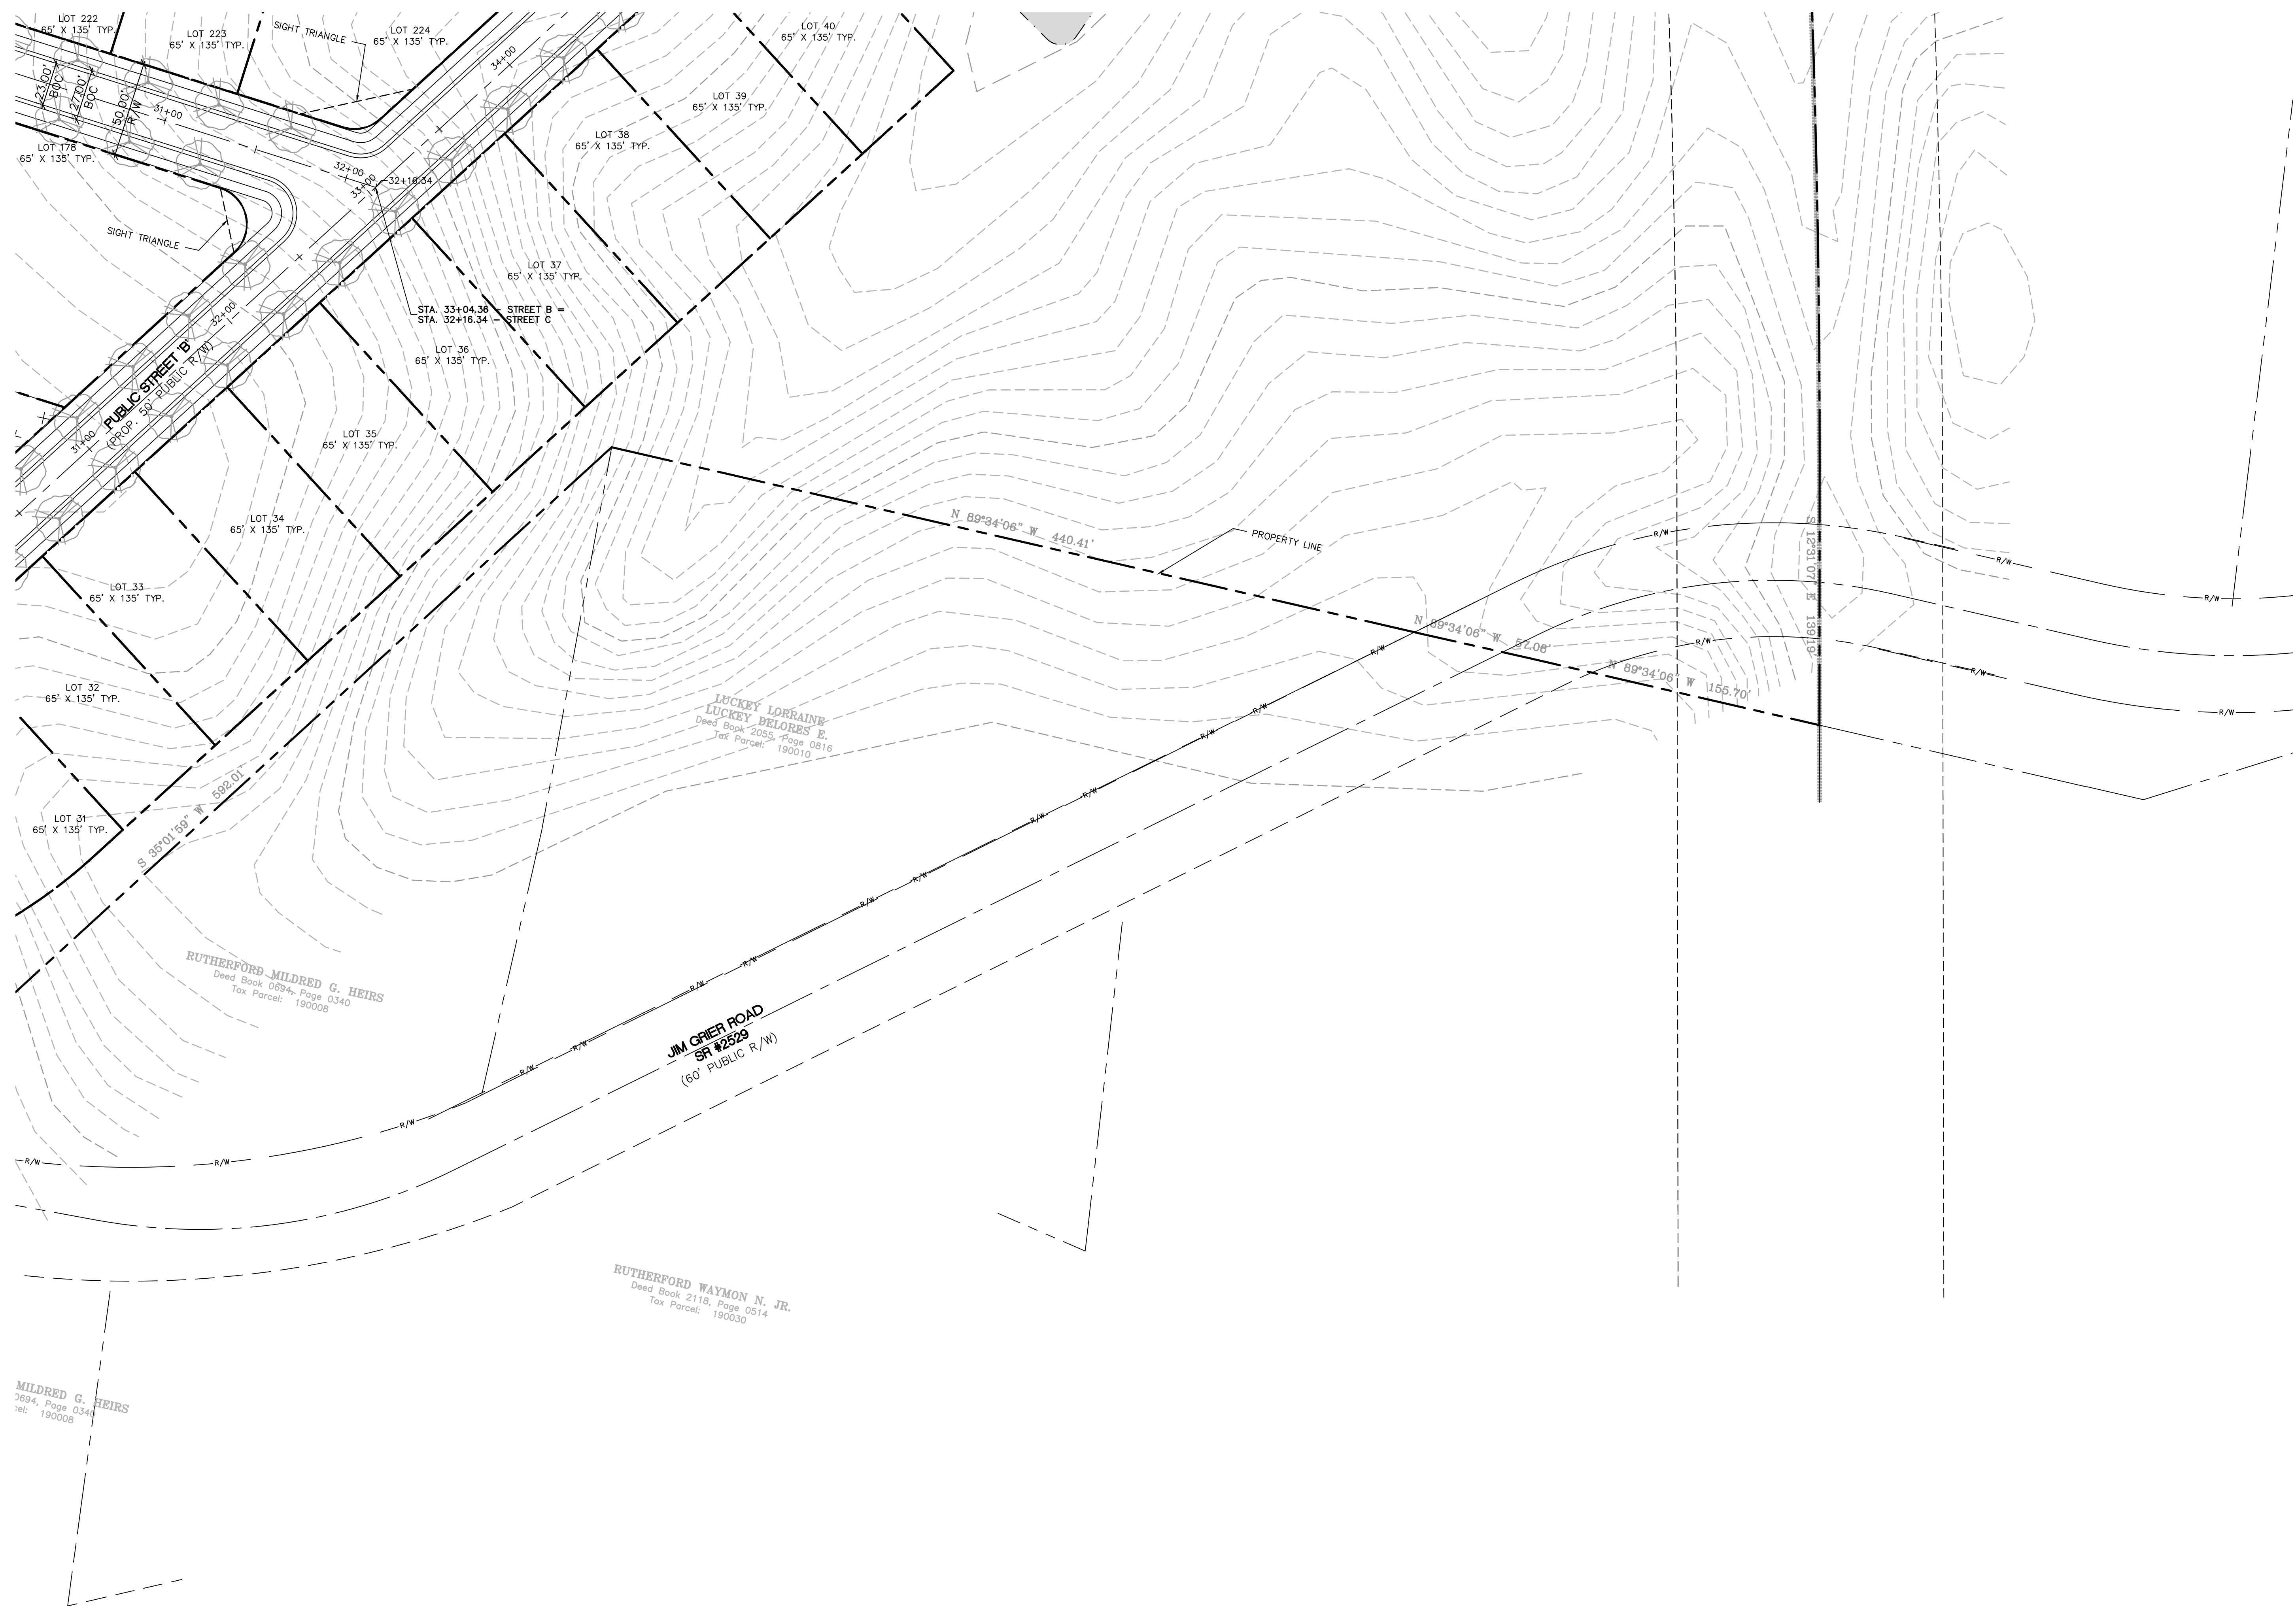 LOT 222
65' X 135' TYP.
LOT 223
65' X 135' TYP.
SIGHT TRIANGLE
LOT 224
65' X 135' TYP.
34+00
LOT 40
65' X 135' TYP.
23.00'
BOC
27.00'
BOC
50.00'
R/W
31+00
LOT 39
65' X 135' TYP.
LOT 38
65' X 135' TYP.
LOT 178
65' X 135' TYP.
32+00
33+00
32+16.34
SIGHT TRIANGLE
LOT 37
65' X 135' TYP.
STA. 33+04.36 - STREET B =
STA. 32+16.34 - STREET C
32+00
LOT 36
65' X 135' TYP.
PUBLIC STREET 'B'
(PROP. 50' PUBLIC R/W)
31+00
LOT 35
65' X 135' TYP.
LOT 34
65' X 135' TYP.
N 89°34'06" W 440.41'
PROPERTY LINE
R/W
S 12°31'07" E 139.19'
R/W
LOT 33
65' X 135' TYP.
R/W
N 89°34'06" W 57.08'
R/W
R/W
R/W
N 89°34'06" W 155.70'
LOT 32
65' X 135' TYP.
LUCKEY LORRAINE
LUCKEY DELORES E.
Deed Book 2055, Page 0816
Tax Parcel: 190010
R/W
R/W
R/W
S 35°01'59" W 592.01'
R/W
LOT 31
65' X 135' TYP.
R/W
R/W
R/W
RUTHERFORD MILDRED G. HEIRS
Deed Book 0694, Page 0340
Tax Parcel: 190008
R/W
R/W
JIM GRIER ROAD
SR #2529
(60' PUBLIC R/W)
R/W
R/W
R/W
R/W
R/W
RUTHERFORD WAYMON N. JR.
Deed Book 2118, Page 0514
Tax Parcel: 190030
MILDRED G. HEIRS
0694, Page 0340
cel: 190008